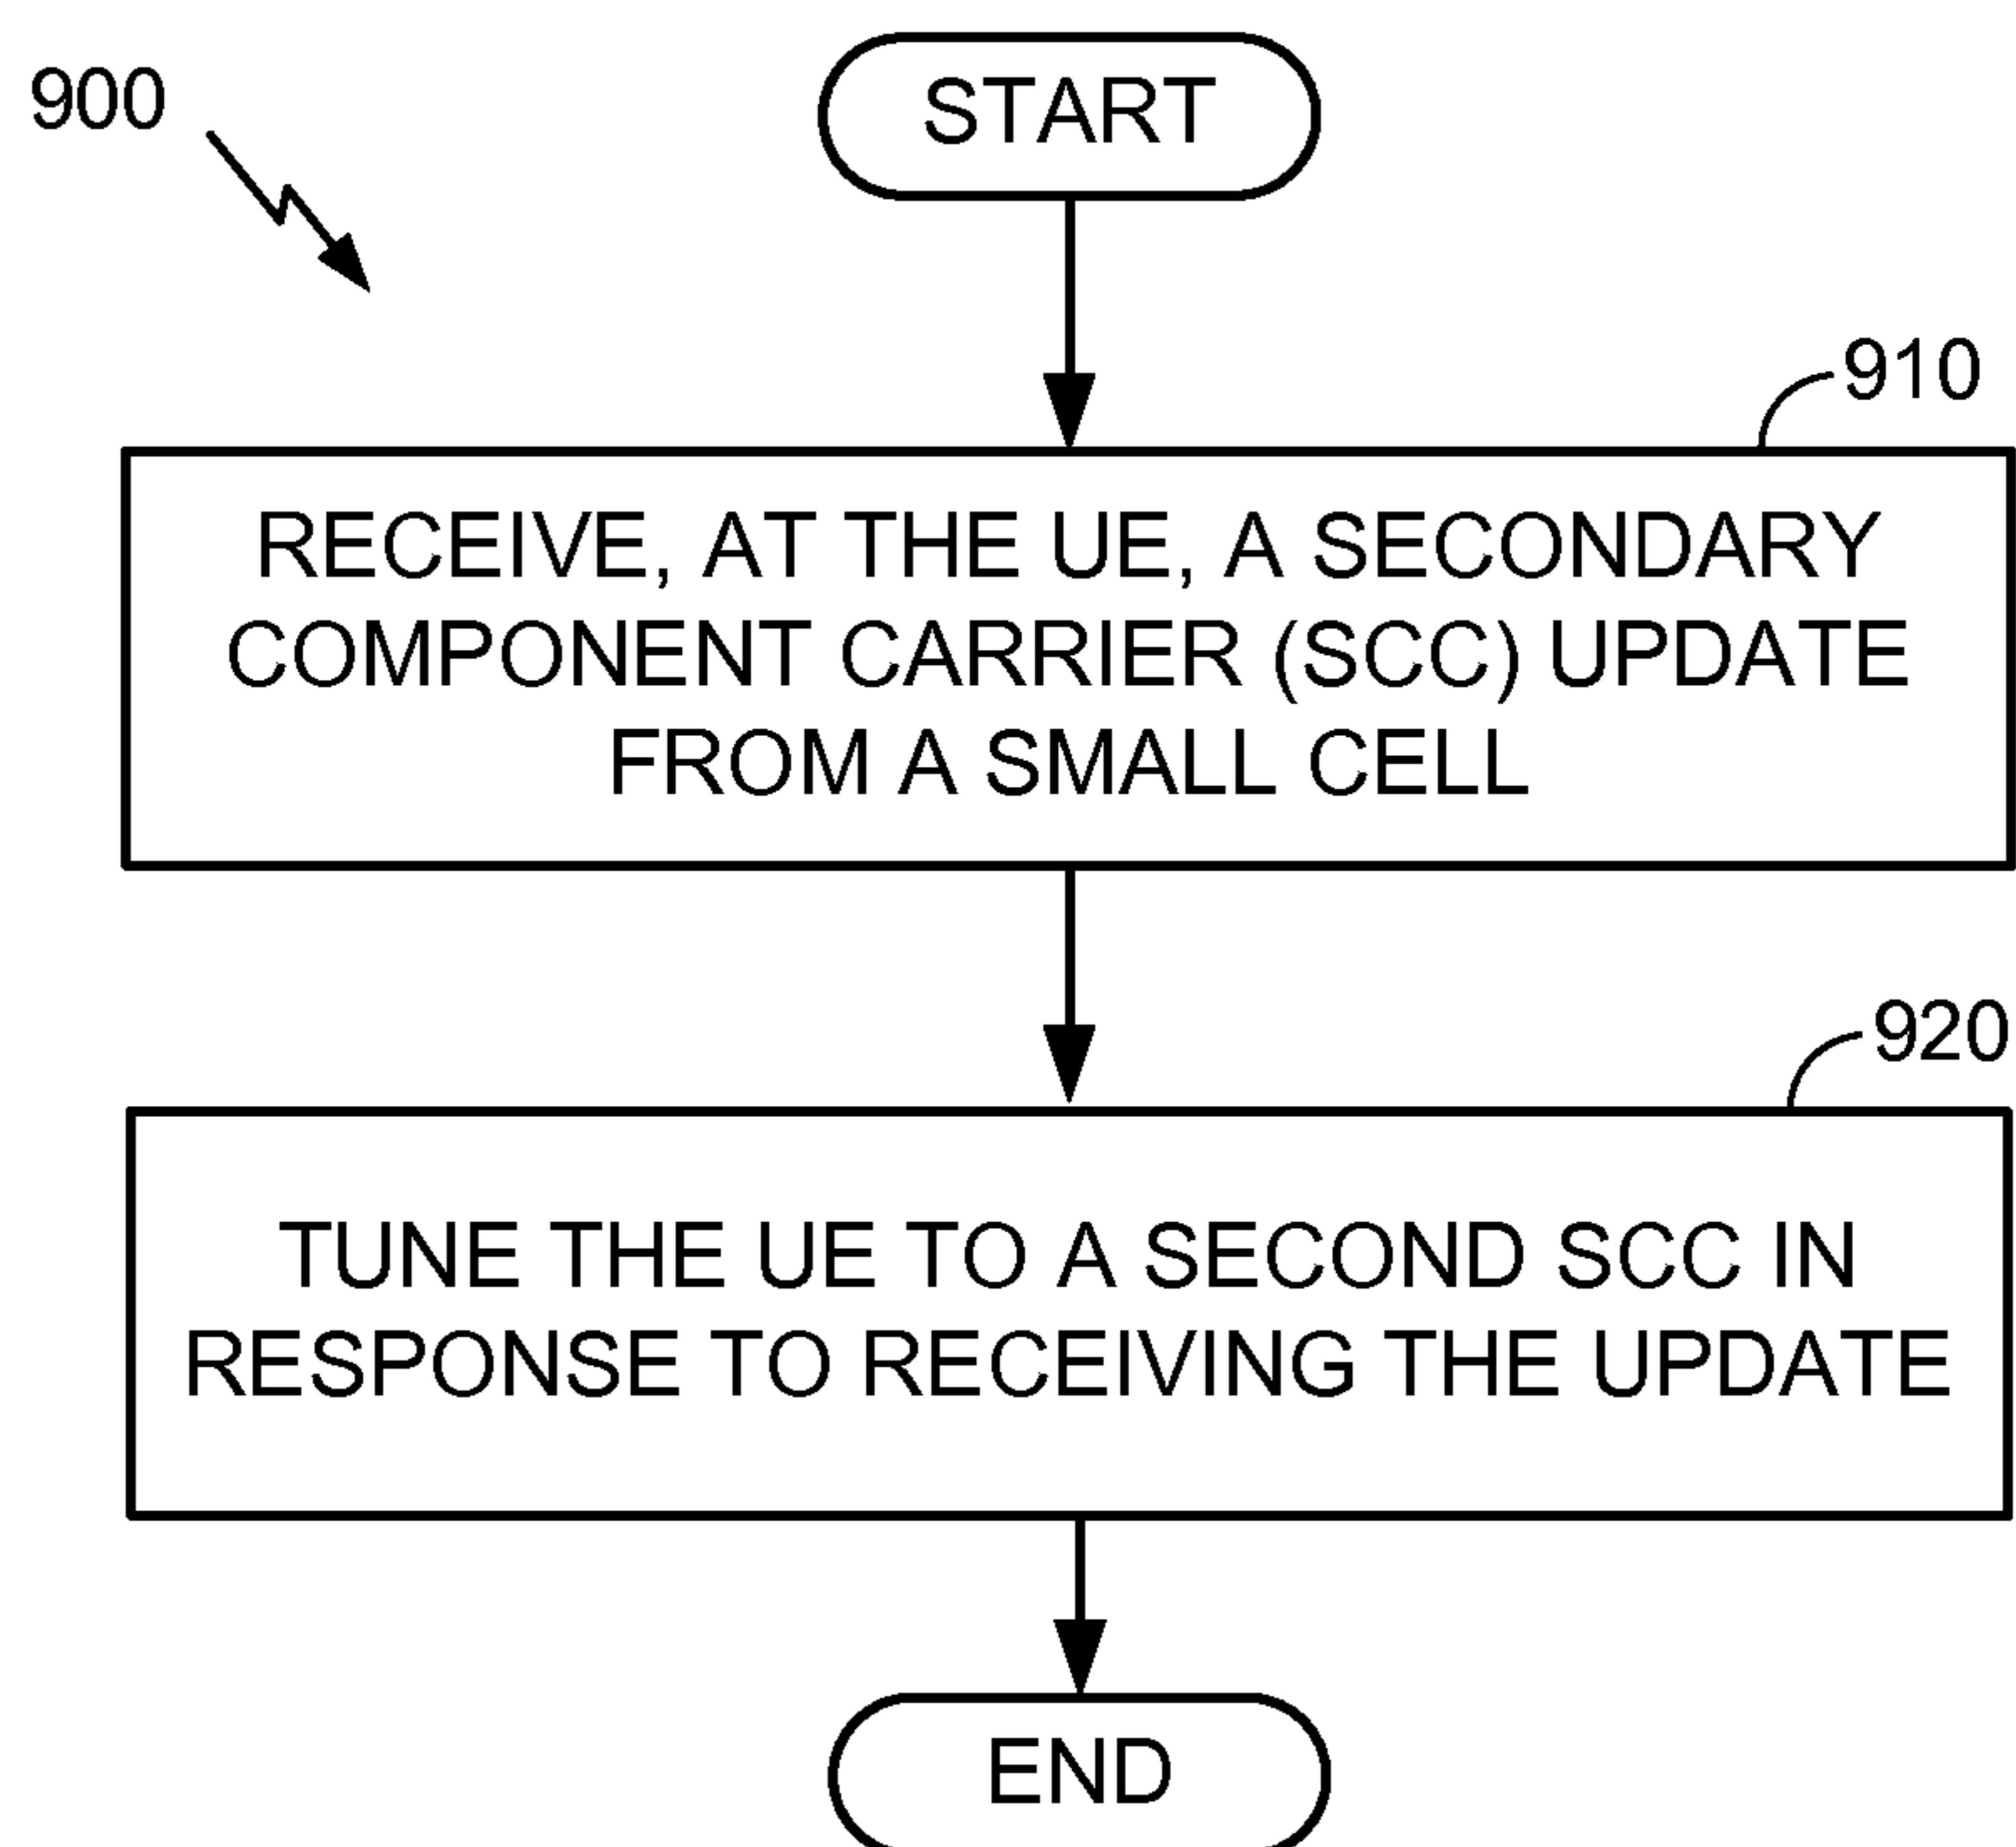 900
START
910
RECEIVE, AT THE UE, A SECONDARY
COMPONENT CARRIER (SCC) UPDATE
FROM A SMALL CELL
920
TUNE THE UE TO A SECOND SCC IN
RESPONSE TO RECEIVING THE UPDATE
END